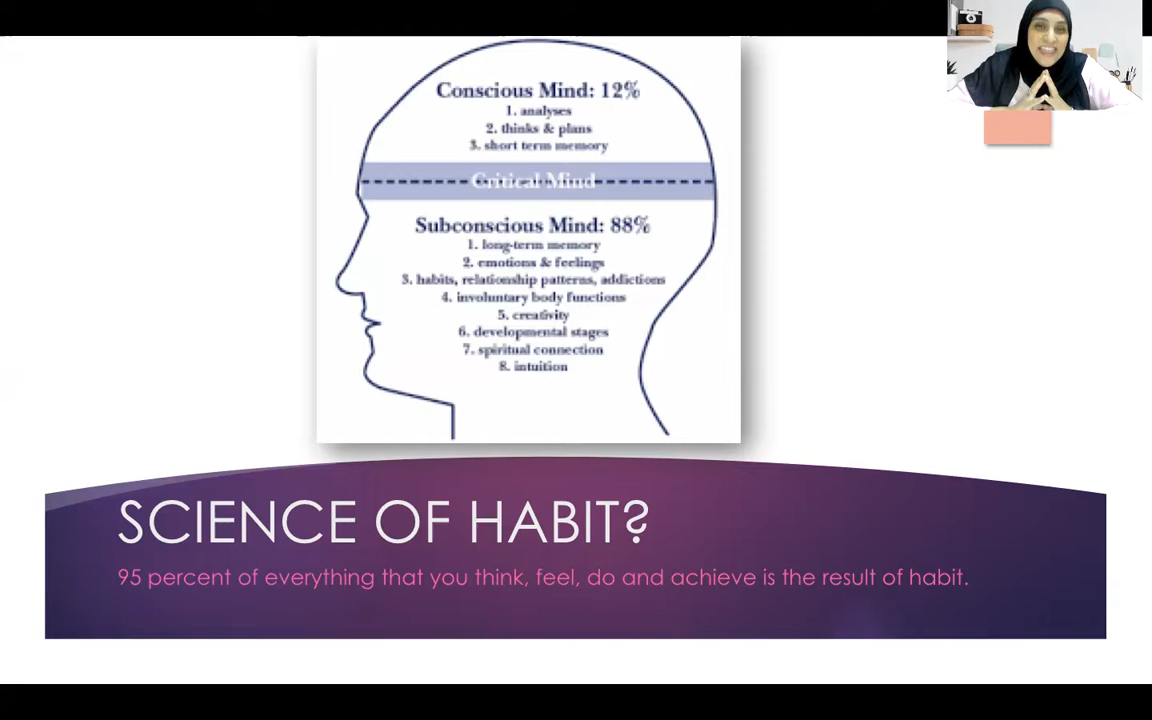 Conscious Mind: 12%
1. analyses
2. thinks & plans
3. short term memory
Critical Mind
Subconscious Mind: 88%
1. long-term memory
2. emotions & feelings
3. habits, relationship patterns, addictions
4. involuntary body functions
5. creativity
6. developmental stages
7. spiritual connection
8. intuition
SCIENCE OF HABIT?
95 percent of everything that you think, feel, do and achieve is the result of habit.